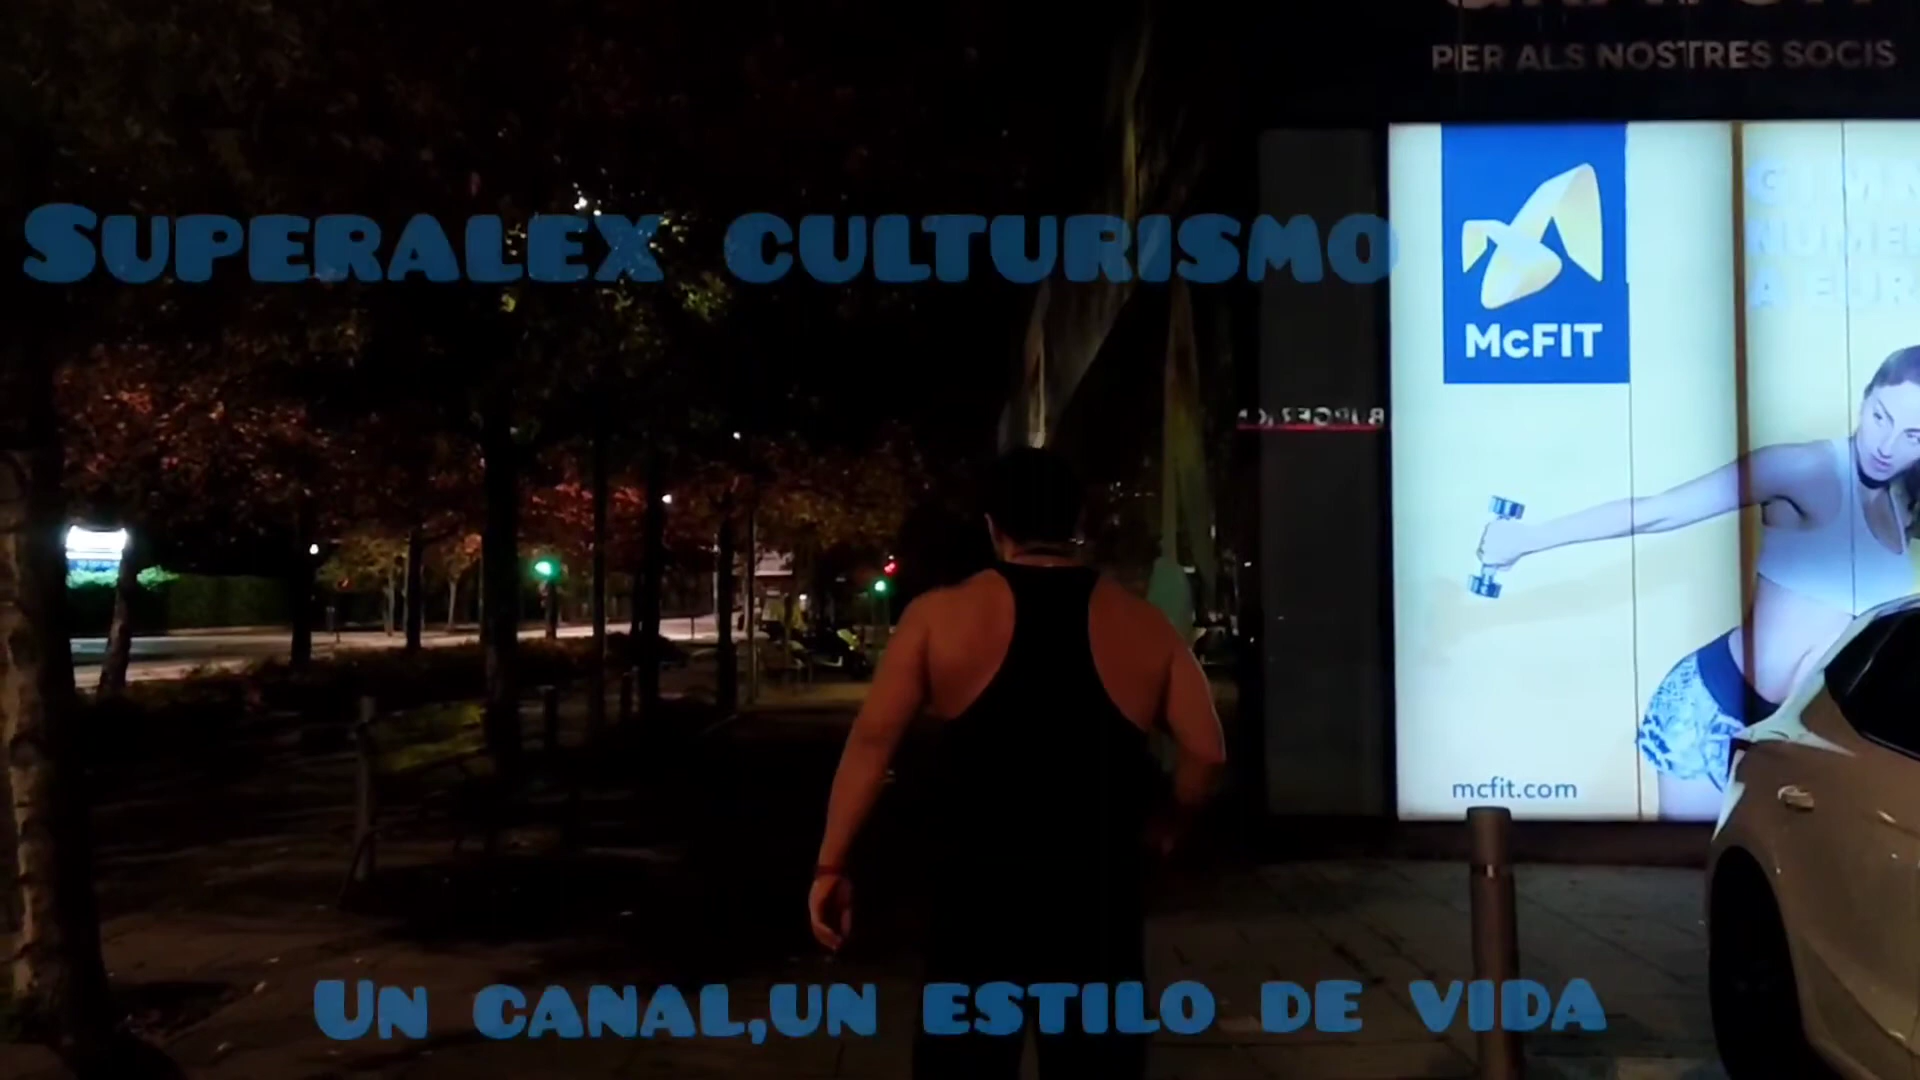 PER ALS NOSTRES SOCIS
SUPERALEX CULTURISMO
McFIT
mcfit.com
UN CANAL,UN ESTILO DE VIDA